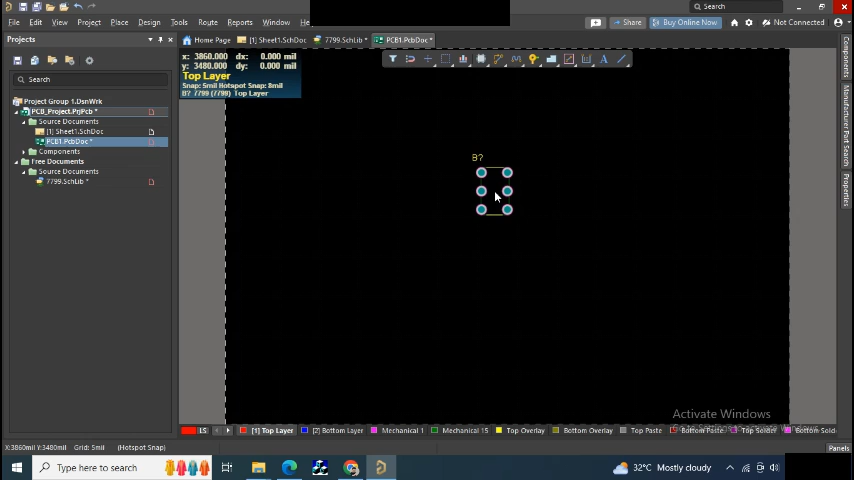 Search
File Edit View Project Place Design Tools Route Reports Window
Share Buy Online Now Not Connected
Projects
Home Page [1] Sheet1.SchDoc 7799.SchLib * PCB1.PcbDoc *
x: 3860.000 dx: 0.000 mil
y: 3480.000 dy: 0.000 mil
Top Layer
Snap: 5mil Hotspot Snap: 8mil
B? 7799 (7799) Top Layer
Search
Project Group 1.DsnWrk
PCB_Project.PrjPcb *
Source Documents
[1] Sheet1.SchDoc
PCB1.PcbDoc *
Components
Free Documents
Source Documents
7799.SchLib *
B?
Components
Manufacturer Part Search
Properties
Activate Windows
LS [1] Top Layer [2] Bottom Layer Mechanical 1 Mechanical 15 Top Overlay Bottom Overlay Top Paste Bottom Paste Top Solder Bottom Solde
X:3860mil Y:3480mil Grid: 5mil (Hotspot Snap) Panels
Type here to search 32°C Mostly cloudy